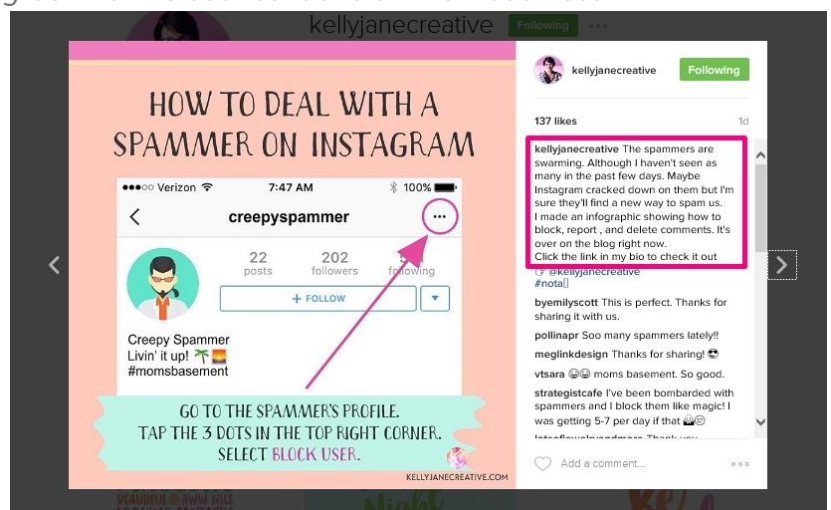 kellyjanecreative Following
HOW TO DEAL WITH A
SPAMMER ON INSTAGRAM
Verizon 7:47 AM 100%
creepyspammer
22 202
posts followers following
+ FOLLOW
Creepy Spammer
Livin' it up! 🌴🌅
#momsbasement
GO TO THE SPAMMER'S PROFILE.
TAP THE 3 DOTS IN THE TOP RIGHT CORNER.
SELECT BLOCK USER.
KELLYJANECREATIVE.COM
kellyjanecreative Following
137 likes 1d
kellyjanecreative The spammers are
swarming. Although I haven't seen as
many in the past few days. Maybe
Instagram cracked down on them but I'm
sure they'll find a new way to spam us.
I made an infographic showing how to
block, report , and delete comments. It's
over on the blog right now.
Click the link in my bio to check it out
👉 @kellyjanecreative
#nota[]
byemilyscott This is perfect. Thanks for
sharing it with us.
pollinapr Soo many spammers lately!!
meglinkdesign Thanks for sharing! 😎
vtsara 😂😂 moms basement. So good.
strategistcafe I've been bombarded with
spammers and I block them like magic! I
was getting 5-7 per day if that
Add a comment...
BEAUTIFUL AWW NICE
Night